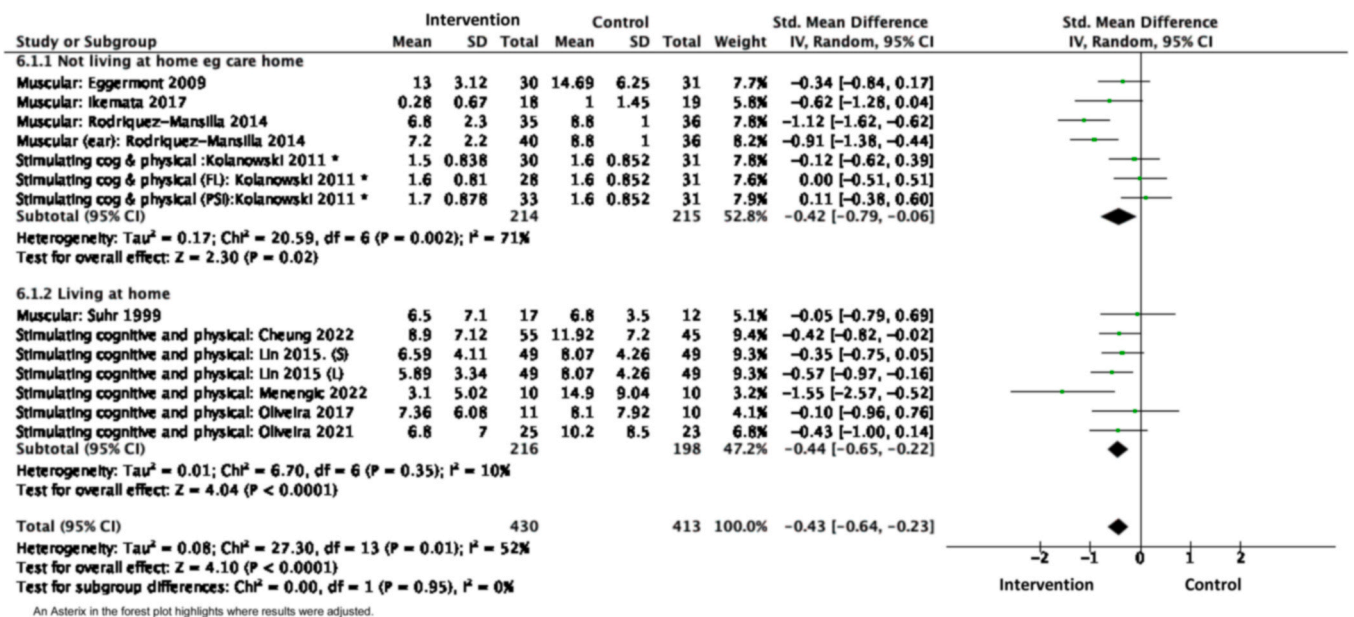 Intervention Control Std. Mean Difference Std. Mean Difference
Study or Subgroup Mean SD Total Mean SD Total Weight IV, Random, 95% CI IV, Random, 95% CI
6.1.1 Not living at home eg care home
Muscular: Eggermont 2009 13 3.12 30 14.69 6.25 31 7.7% -0.34 [-0.84, 0.17]
Muscular: Ikemata 2017 0.28 0.67 18 1 1.45 19 5.8% -0.62 [-1.28, 0.04]
Muscular: Rodriquez-Mansilla 2014 6.8 2.3 35 8.8 1 36 7.8% -1.12 [-1.62, -0.62]
Muscular (ear): Rodriquez-Mansilla 2014 7.2 2.2 40 8.8 1 36 8.2% -0.91 [-1.38, -0.44]
Stimulating cog & physical :Kolanowski 2011 * 1.5 0.838 30 1.6 0.852 31 7.8% -0.12 [-0.62, 0.39]
Stimulating cog & physical (FL): Kolanowski 2011 * 1.6 0.81 28 1.6 0.852 31 7.6% 0.00 [-0.51, 0.51]
Stimulating cog & physical (PSI):Kolanowski 2011 * 1.7 0.878 33 1.6 0.852 31 7.9% 0.11 [-0.38, 0.60]
Subtotal (95% CI) 214 215 52.8% -0.42 [-0.79, -0.06]
Heterogeneity: Tau² = 0.17; Chi² = 20.59, df = 6 (P = 0.002); I² = 71%
Test for overall effect: Z = 2.30 (P = 0.02)
6.1.2 Living at home
Muscular: Suhr 1999 6.5 7.1 17 6.8 3.5 12 5.1% -0.05 [-0.79, 0.69]
Stimulating cognitive and physical: Cheung 2022 8.9 7.12 55 11.92 7.2 45 9.4% -0.42 [-0.82, -0.02]
Stimulating cognitive and physical: Lin 2015. (S) 6.59 4.11 49 8.07 4.26 49 9.3% -0.35 [-0.75, 0.05]
Stimulating cognitive and physical: Lin 2015 (L) 5.89 3.34 49 8.07 4.26 49 9.3% -0.57 [-0.97, -0.16]
Stimulating cognitive and physical: Menengic 2022 3.1 5.02 10 14.9 9.04 10 3.2% -1.55 [-2.57, -0.52]
Stimulating cognitive and physical: Oliveira 2017 7.36 6.08 11 8.1 7.92 10 4.1% -0.10 [-0.96, 0.76]
Stimulating cognitive and physical: Oliveira 2021 6.8 7 25 10.2 8.5 23 6.8% -0.43 [-1.00, 0.14]
Subtotal (95% CI) 216 198 47.2% -0.44 [-0.65, -0.22]
Heterogeneity: Tau² = 0.01; Chi² = 6.70, df = 6 (P = 0.35); I² = 10%
Test for overall effect: Z = 4.04 (P < 0.0001)
Total (95% CI) 430 413 100.0% -0.43 [-0.64, -0.23]
Heterogeneity: Tau² = 0.08; Chi² = 27.30, df = 13 (P = 0.01); I² = 52%
Test for overall effect: Z = 4.10 (P < 0.0001)
Test for subgroup differences: Chi² = 0.00, df = 1 (P = 0.95), I² = 0%
-2 -1 0 1 2
Intervention Control
An Asterix in the forest plot highlights where results were adjusted.